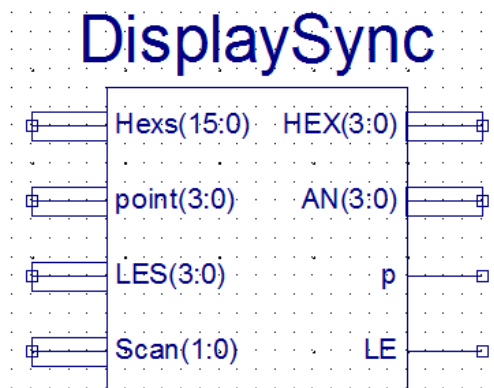 DisplaySync
Hexs(15:0) HEX(3:0)
point(3:0) AN(3:0)
LES(3:0) p
Scan(1:0) LE